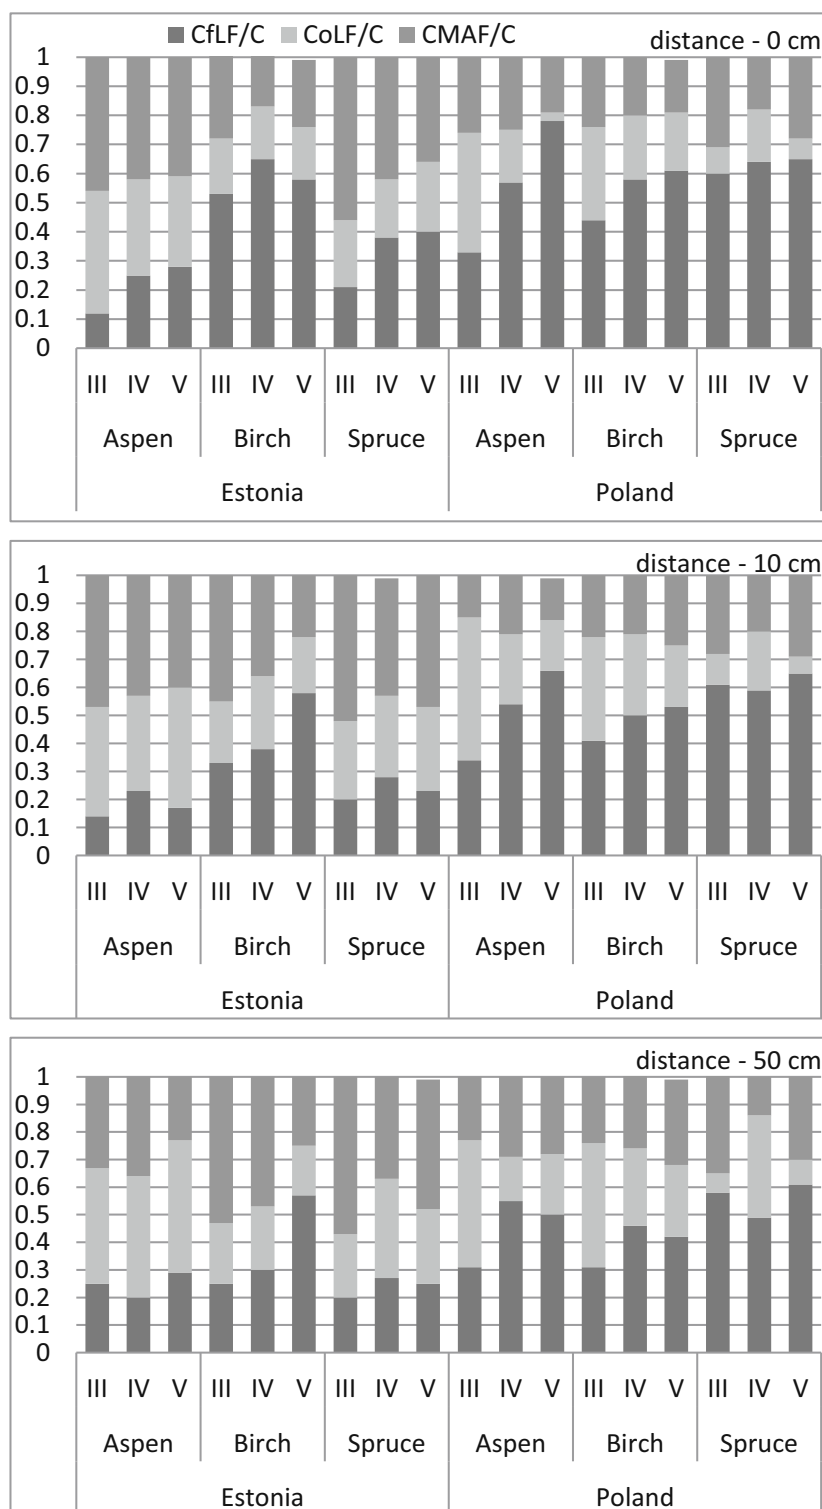 CfLF/C CoLF/C CMAF/C distance - 0 cm
1
0.9
0.8
0.7
0.6
0.5
0.4
0.3
0.2
0.1
0
III IV V III IV V III IV V III IV V III IV V III IV V
Aspen Birch Spruce Aspen Birch Spruce
Estonia Poland
distance - 10 cm
1
0.9
0.8
0.7
0.6
0.5
0.4
0.3
0.2
0.1
0
III IV V III IV V III IV V III IV V III IV V III IV V
Aspen Birch Spruce Aspen Birch Spruce
Estonia Poland
distance - 50 cm
1
0.9
0.8
0.7
0.6
0.5
0.4
0.3
0.2
0.1
0
III IV V III IV V III IV V III IV V III IV V III IV V
Aspen Birch Spruce Aspen Birch Spruce
Estonia Poland